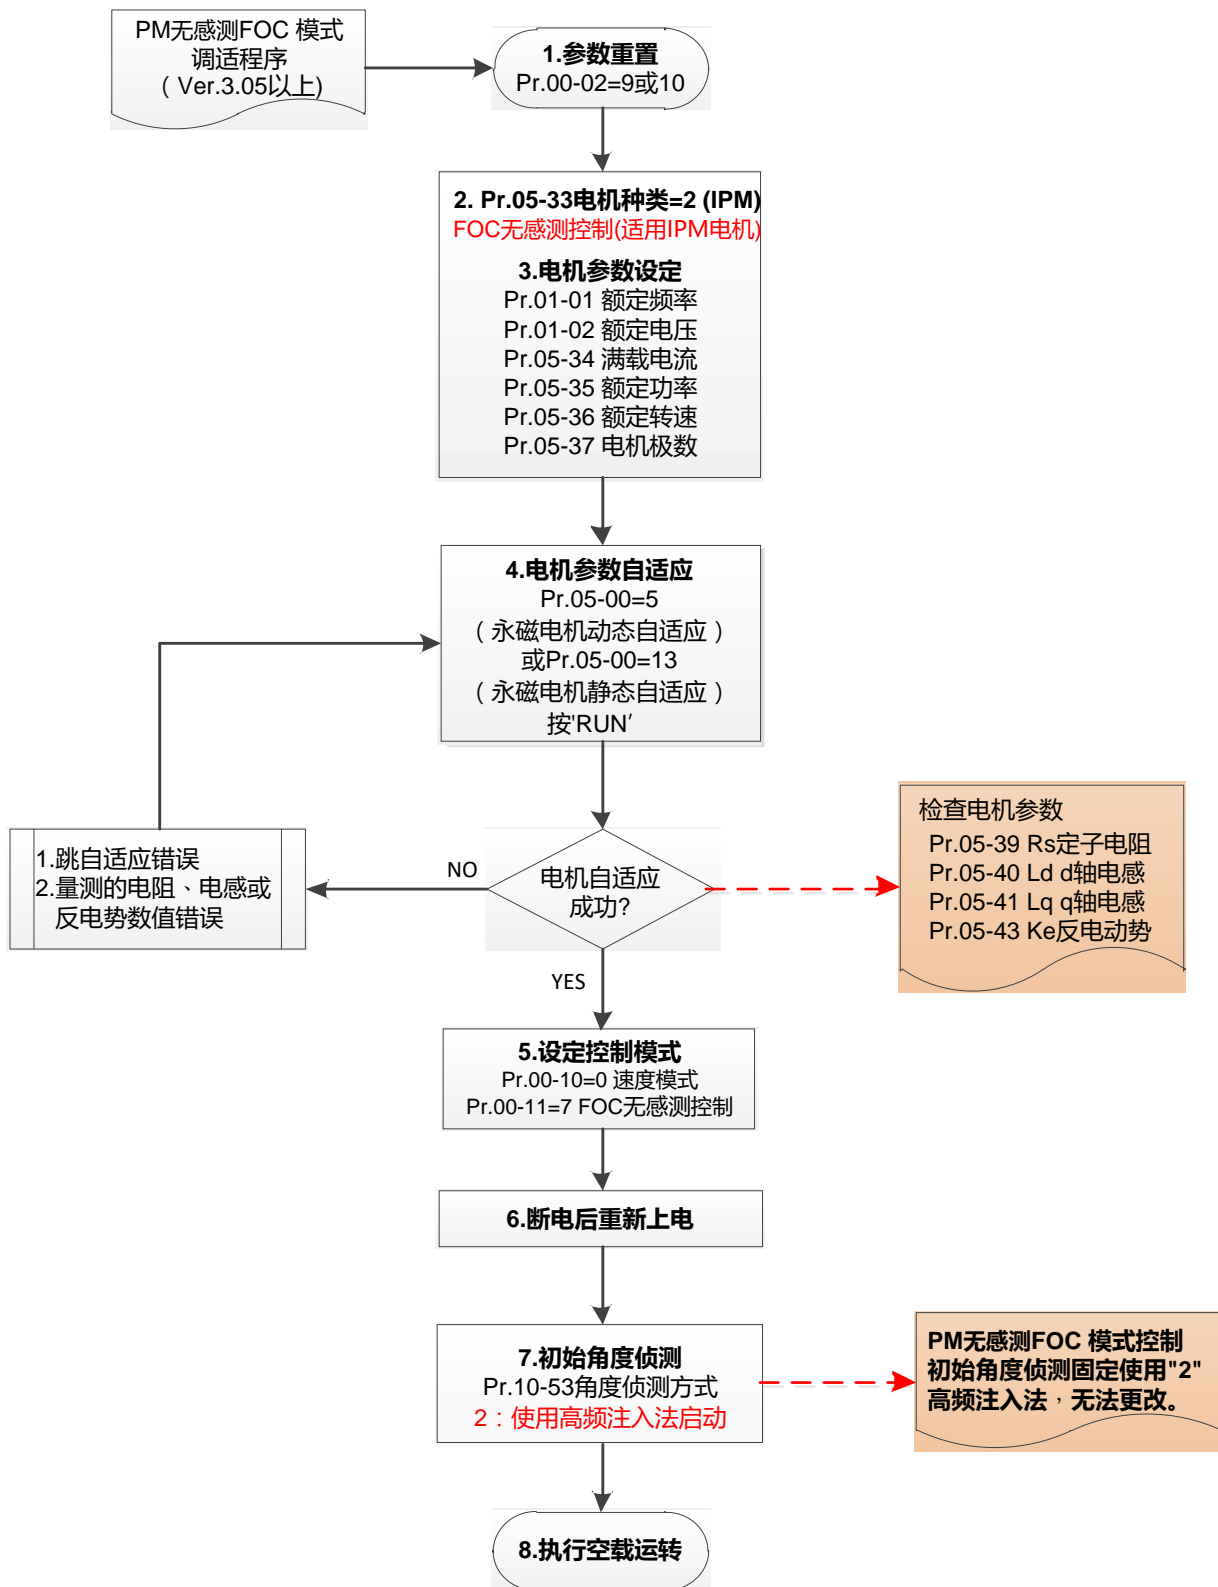 PM无感测FOC 模式
调适程序
（ Ver.3.05以上)
1.参数重置
Pr.00-02=9或10
2. Pr.05-33电机种类=2 (IPM)
FOC无感测控制(适用IPM电机)
3.电机参数设定
Pr.01-01 额定频率
Pr.01-02 额定电压
Pr.05-34 满载电流
Pr.05-35 额定功率
Pr.05-36 额定转速
Pr.05-37 电机极数
4.电机参数自适应
Pr.05-00=5
（永磁电机动态自适应）
或Pr.05-00=13
（永磁电机静态自适应）
按'RUN′
电机自适应
成功?
NO
1.跳自适应错误
2.量测的电阻、电感或
反电势数值错误
检查电机参数
Pr.05-39 Rs定子电阻
Pr.05-40 Ld d轴电感
Pr.05-41 Lq q轴电感
Pr.05-43 Ke反电动势
YES
5.设定控制模式
Pr.00-10=0 速度模式
Pr.00-11=7 FOC无感测控制
6.断电后重新上电
7.初始角度侦测
Pr.10-53角度侦测方式
2：使用高频注入法启动
PM无感测FOC 模式控制
初始角度侦测固定使用"2"
高频注入法，无法更改。
8.执行空载运转